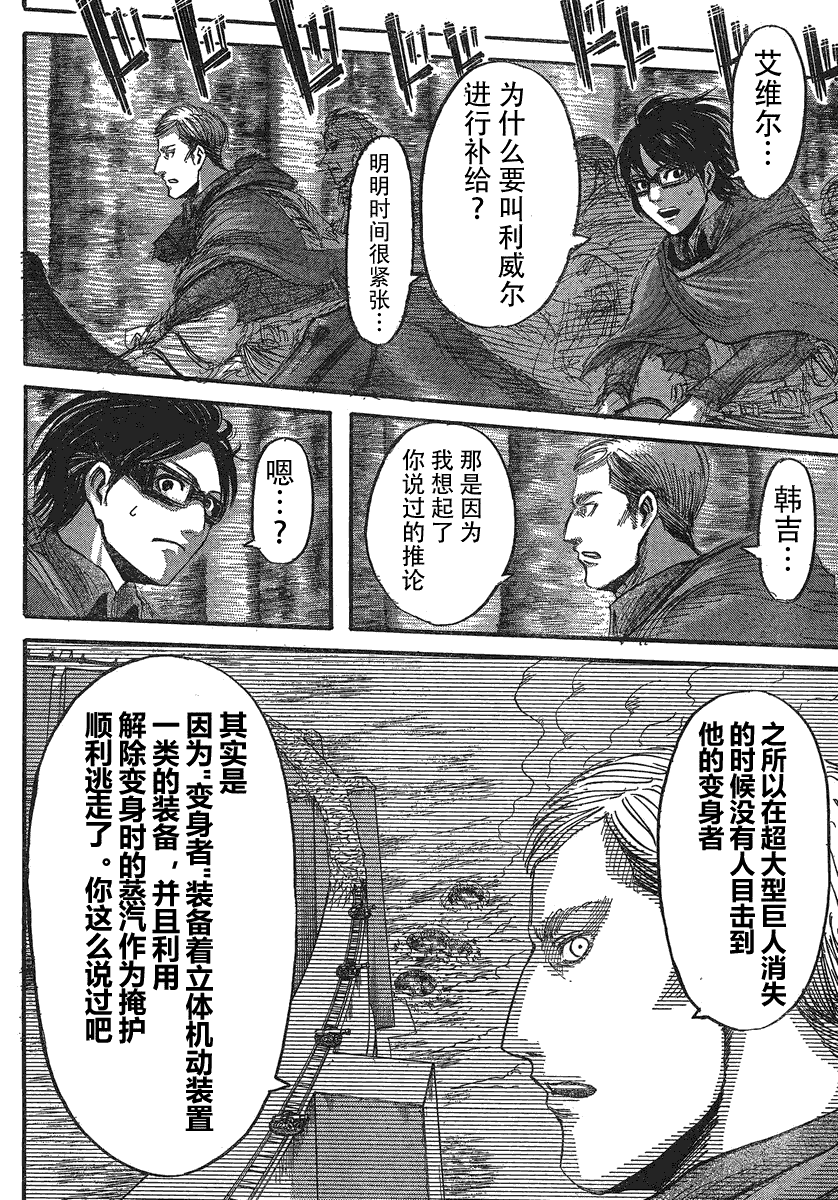 艾维尔…
为什么要叫利威尔
进行补给？
明明时间很紧张…
韩吉…
那是因为
我想起了
你说过的推论
嗯…？
之所以在超大型巨人消失
的时候没有人目击到
他的变身者
其实是
因为"变身者"装备着立体机动装置
一类的装备，并且利用
解除变身时的蒸汽作为掩护
顺利逃走了。你这么说过吧